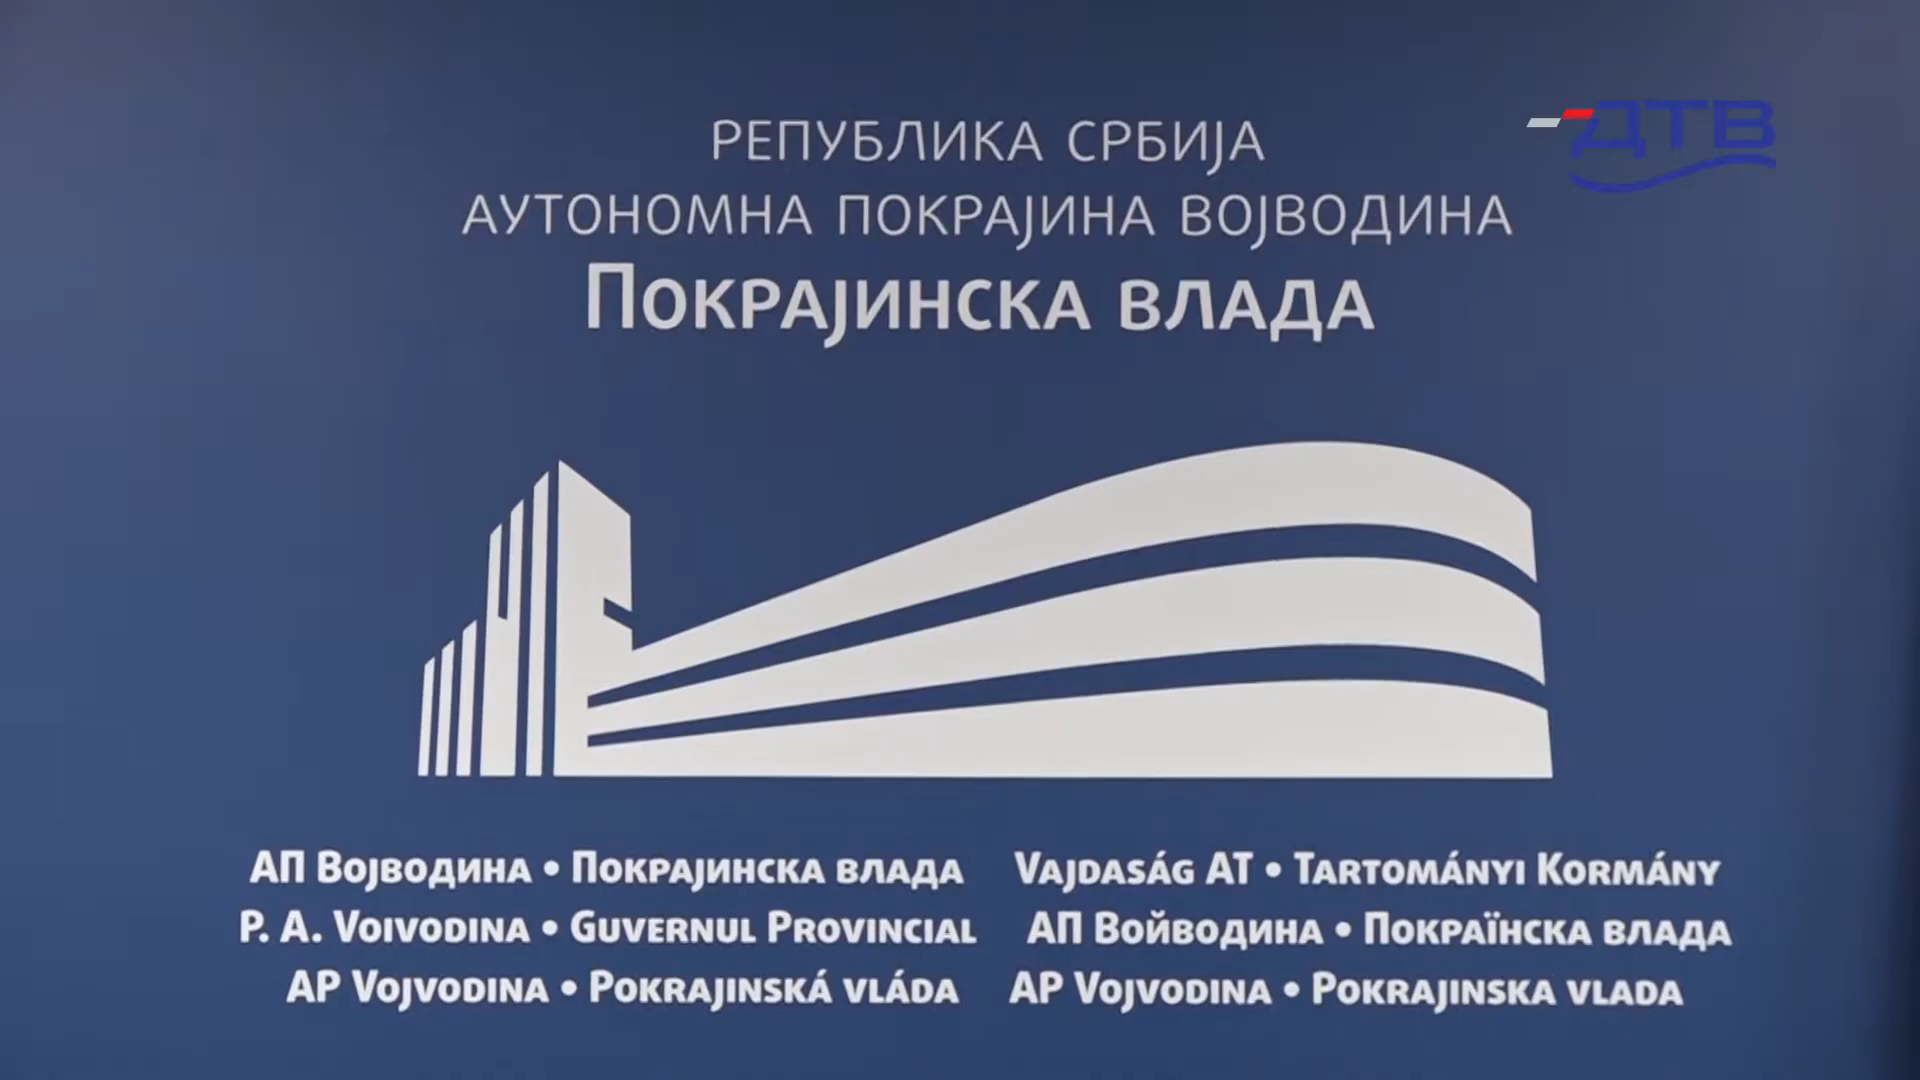 ДТВ
РЕПУБЛИКА СРБИЈА
АУТОНОМНА ПОКРАЈИНА ВОЈВОДИНА
ПОКРАЈИНСКА ВЛАДА
АП ВОЈВОДИНА • ПОКРАЈИНСКА ВЛАДА VAJDASÁG AT • TARTOMÁNYI KORMÁNY
P. A. VOIVODINA • GUVERNUL PROVINCIAL АП ВОЙВОДИНА • ПОКРАЇНСКА ВЛАДА
AP VOJVODINA • POKRAJINSKÁ VLÁDA AP VOJVODINA • POKRAJINSKA VLADA